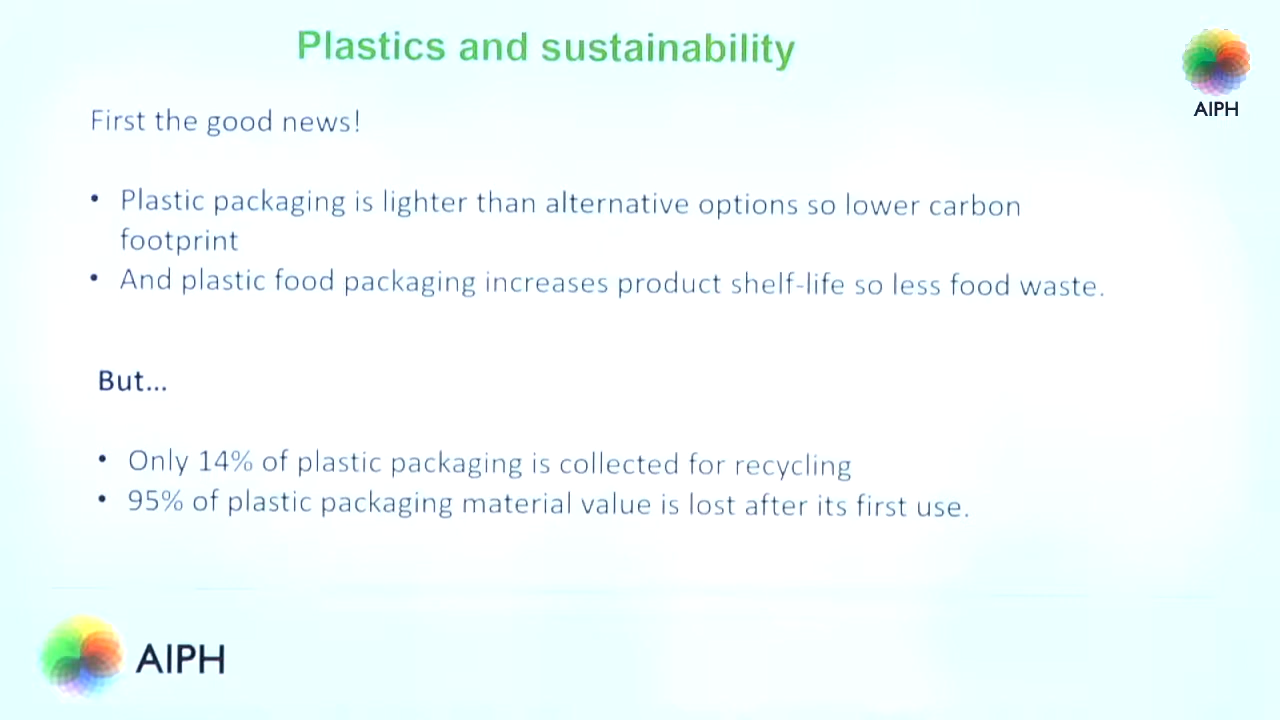 Plastics and sustainability
AIPH
First the good news!
• Plastic packaging is lighter than alternative options so lower carbon
footprint
• And plastic food packaging increases product shelf-life so less food waste.
But...
• Only 14% of plastic packaging is collected for recycling
• 95% of plastic packaging material value is lost after its first use.
AIPH